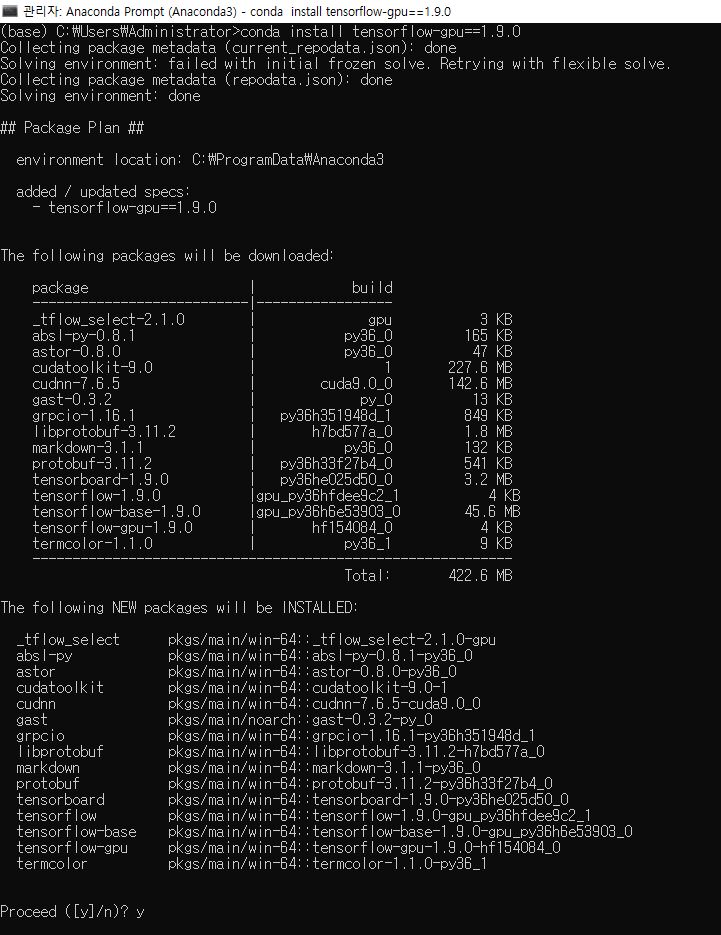 관리자: Anaconda Prompt (Anaconda3) - conda  install tensorflow-gpu==1.9.0
(base) C:₩Users₩Administrator>conda install tensorflow-gpu==1.9.0
Collecting package metadata (current_repodata.json): done
Solving environment: failed with initial frozen solve. Retrying with flexible solve.
Collecting package metadata (repodata.json): done
Solving environment: done
## Package Plan ##
environment location: C:₩ProgramData₩Anaconda3
added / updated specs:
- tensorflow-gpu==1.9.0
The following packages will be downloaded:
package | build
---------------------------|-----------------
_tflow_select-2.1.0 | gpu 3 KB
absl-py-0.8.1 | py36_0 165 KB
astor-0.8.0 | py36_0 47 KB
cudatoolkit-9.0 | 1 227.6 MB
cudnn-7.6.5 | cuda9.0_0 142.6 MB
gast-0.3.2 | py_0 13 KB
grpcio-1.16.1 | py36h351948d_1 849 KB
libprotobuf-3.11.2 | h7bd577a_0 1.8 MB
markdown-3.1.1 | py36_0 132 KB
protobuf-3.11.2 | py36h33f27b4_0 541 KB
tensorboard-1.9.0 | py36he025d50_0 3.2 MB
tensorflow-1.9.0 |gpu_py36hfdee9c2_1 4 KB
tensorflow-base-1.9.0 |gpu_py36h6e53903_0 45.6 MB
tensorflow-gpu-1.9.0 | hf154084_0 4 KB
termcolor-1.1.0 | py36_1 9 KB
------------------------------------------------------------
Total: 422.6 MB
The following NEW packages will be INSTALLED:
_tflow_select pkgs/main/win-64::_tflow_select-2.1.0-gpu
absl-py pkgs/main/win-64::absl-py-0.8.1-py36_0
astor pkgs/main/win-64::astor-0.8.0-py36_0
cudatoolkit pkgs/main/win-64::cudatoolkit-9.0-1
cudnn pkgs/main/win-64::cudnn-7.6.5-cuda9.0_0
gast pkgs/main/noarch::gast-0.3.2-py_0
grpcio pkgs/main/win-64::grpcio-1.16.1-py36h351948d_1
libprotobuf pkgs/main/win-64::libprotobuf-3.11.2-h7bd577a_0
markdown pkgs/main/win-64::markdown-3.1.1-py36_0
protobuf pkgs/main/win-64::protobuf-3.11.2-py36h33f27b4_0
tensorboard pkgs/main/win-64::tensorboard-1.9.0-py36he025d50_0
tensorflow pkgs/main/win-64::tensorflow-1.9.0-gpu_py36hfdee9c2_1
tensorflow-base pkgs/main/win-64::tensorflow-base-1.9.0-gpu_py36h6e53903_0
tensorflow-gpu pkgs/main/win-64::tensorflow-gpu-1.9.0-hf154084_0
termcolor pkgs/main/win-64::termcolor-1.1.0-py36_1
Proceed ([y]/n)? y